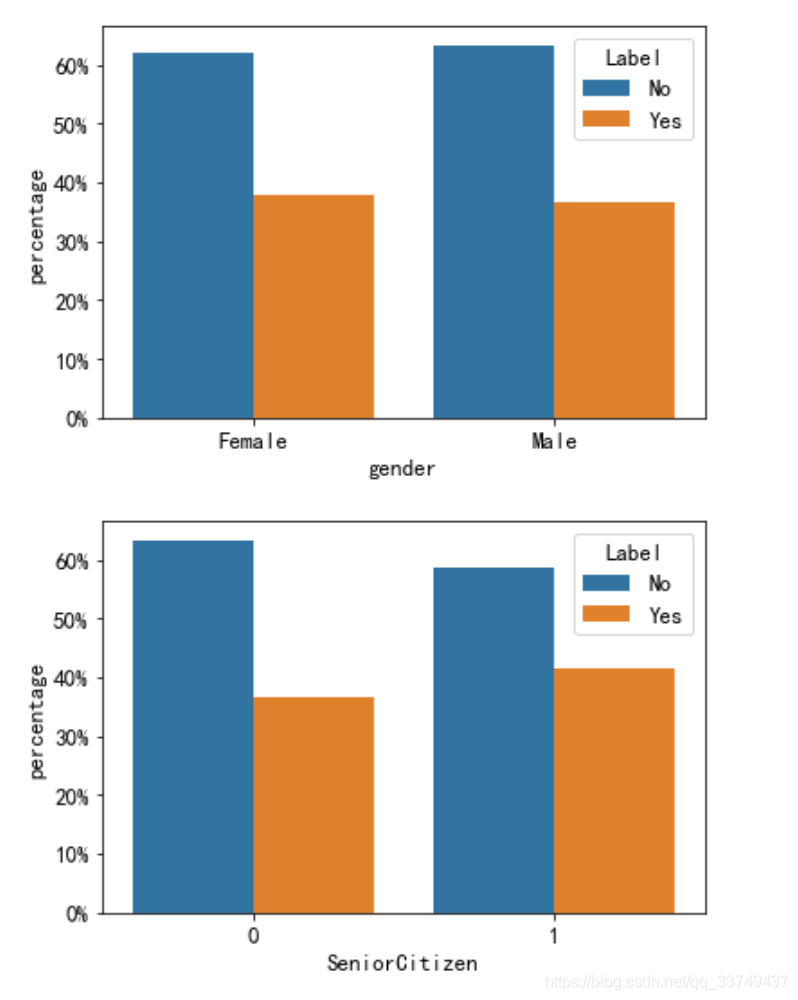 percentage
60%
50%
40%
30%
20%
10%
0%
Label
No
Yes
Female
Male
gender
percentage
60%
50%
40%
30%
20%
10%
0%
Label
No
Yes
0
1
SeniorCitizen
https://blog.csdn.net/qq_33749437